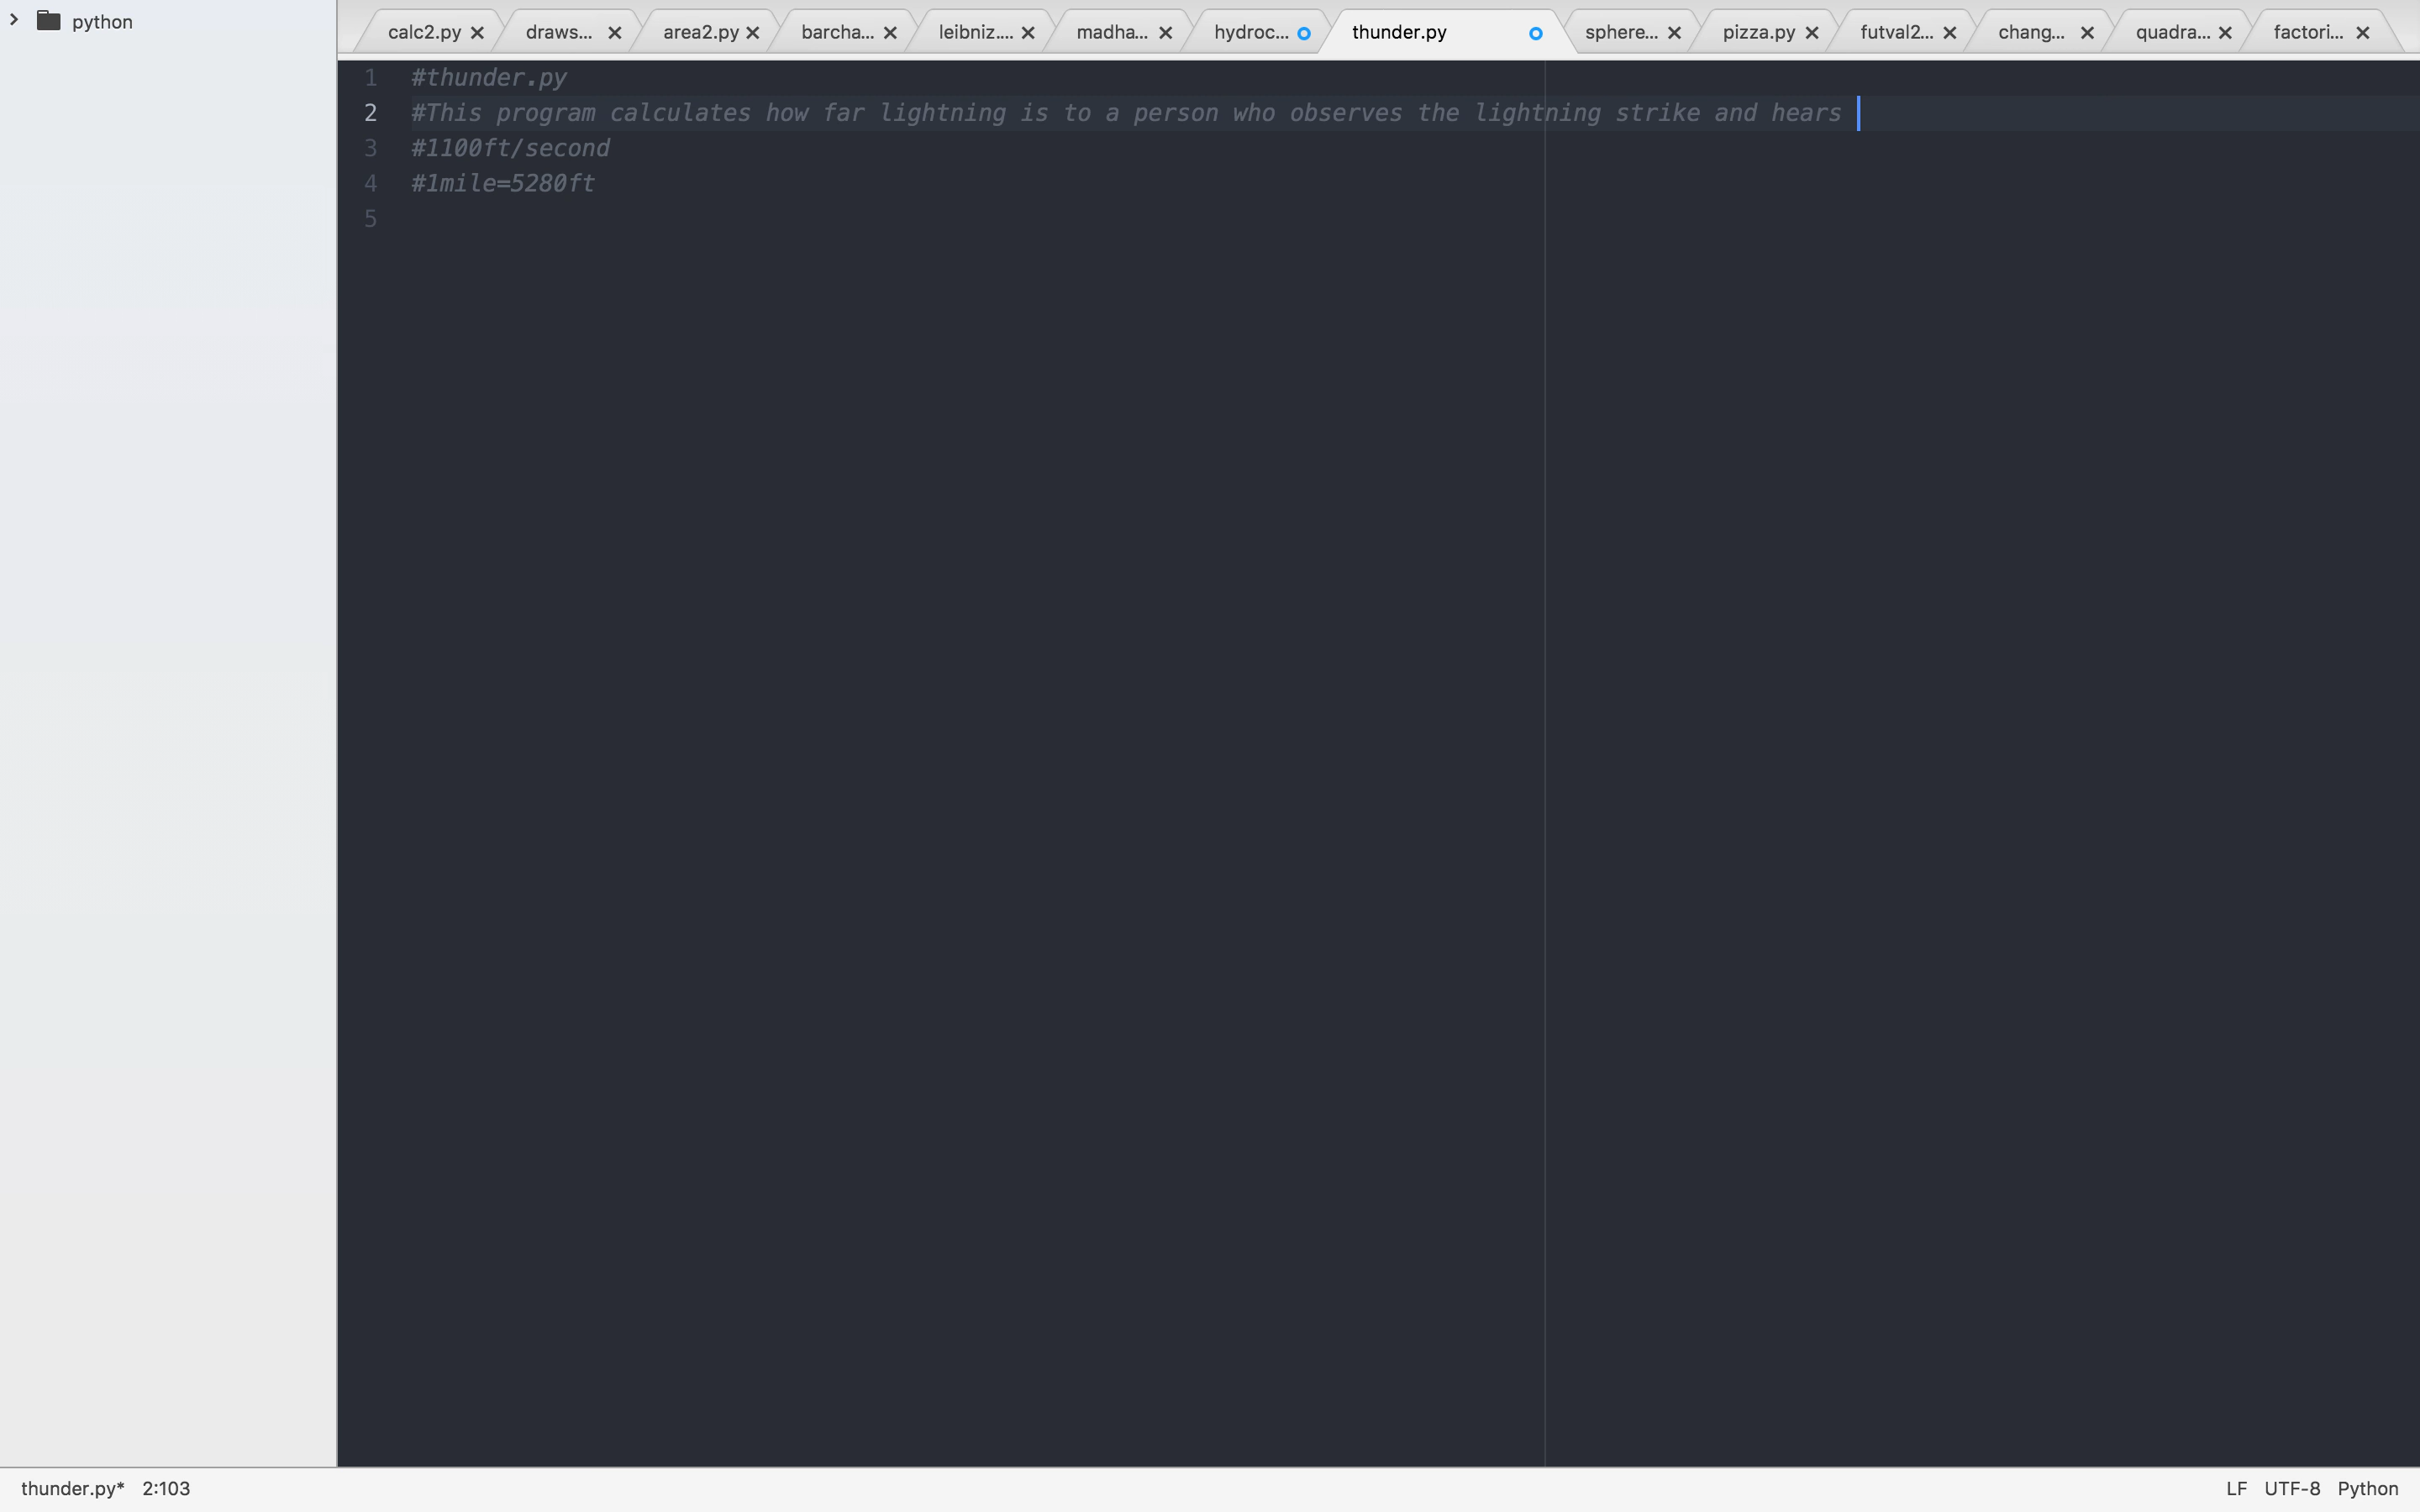 python
calc2.py draws... area2.py barcha... leibniz.... madha... hydroc... thunder.py sphere... pizza.py futval2... chang... quadra... factori...
1 #thunder.py
2 #This program calculates how far lightning is to a person who observes the lightning strike and hears
3 #1100ft/second
4 #1mile=5280ft
5
thunder.py* 2:103 LF UTF-8 Python